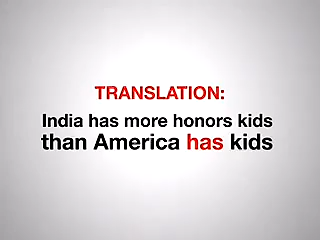 TRANSLATION:
India has more honors kids
than America has kids